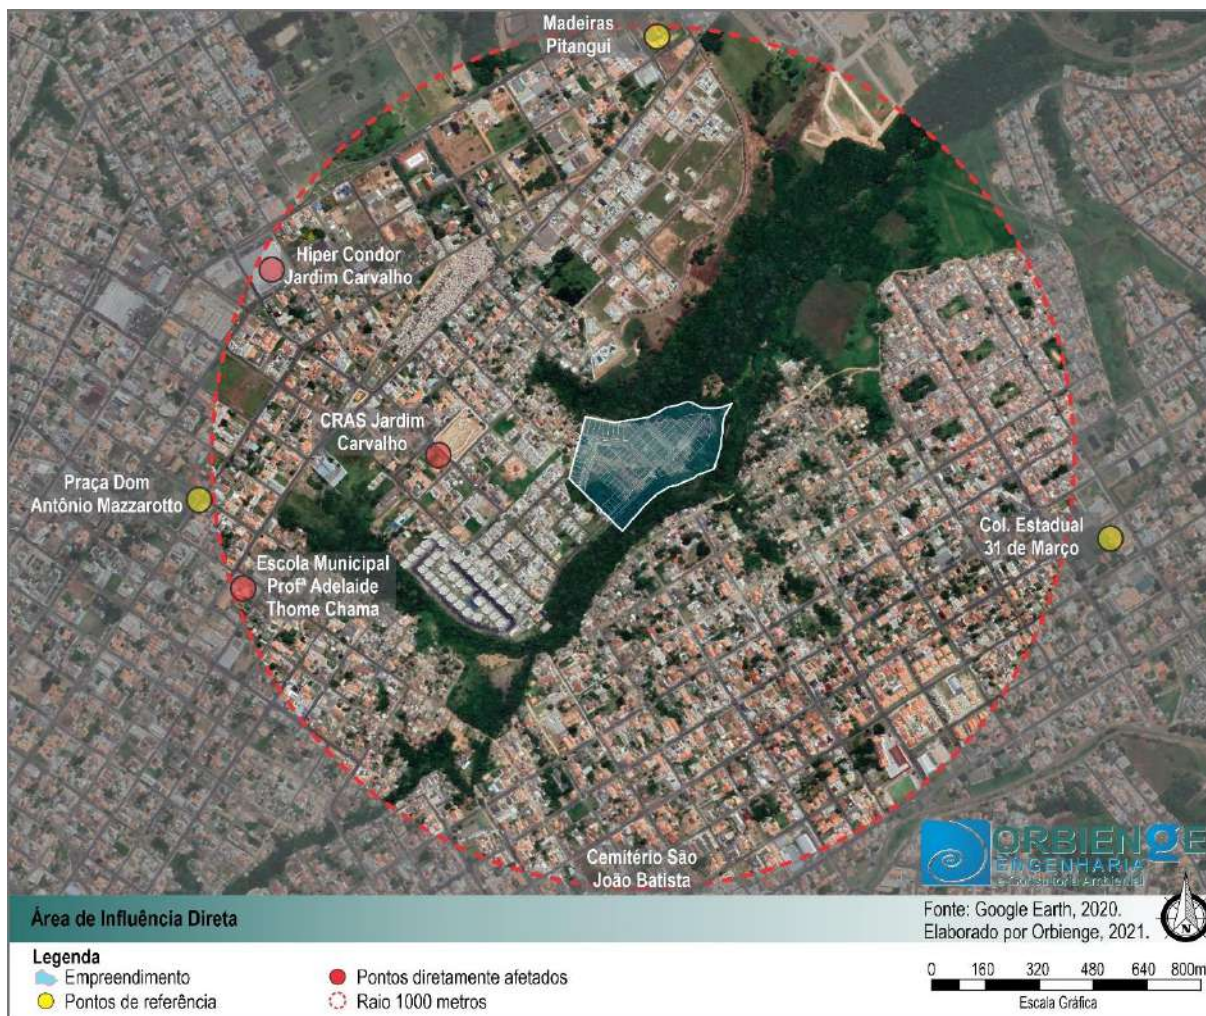 Madeiras
Pitangui
Hiper Condor
Jardim Carvalho
CRAS Jardim
Carvalho
Praça Dom
Antônio Mazzarotto
Col. Estadual
31 de Março
Escola Municipal
Profª Adelaide
Thome Chama
Cemitério São
João Batista
ORBIENGE
ENGENHARIA
e Consultoria Ambiental
Área de Influência Direta
Fonte: Google Earth, 2020.
Elaborado por Orbienge, 2021.
N
Legenda
Empreendimento
Pontos de referência
Pontos diretamente afetados
Raio 1000 metros
0 160 320 480 640 800m
Escala Gráfica